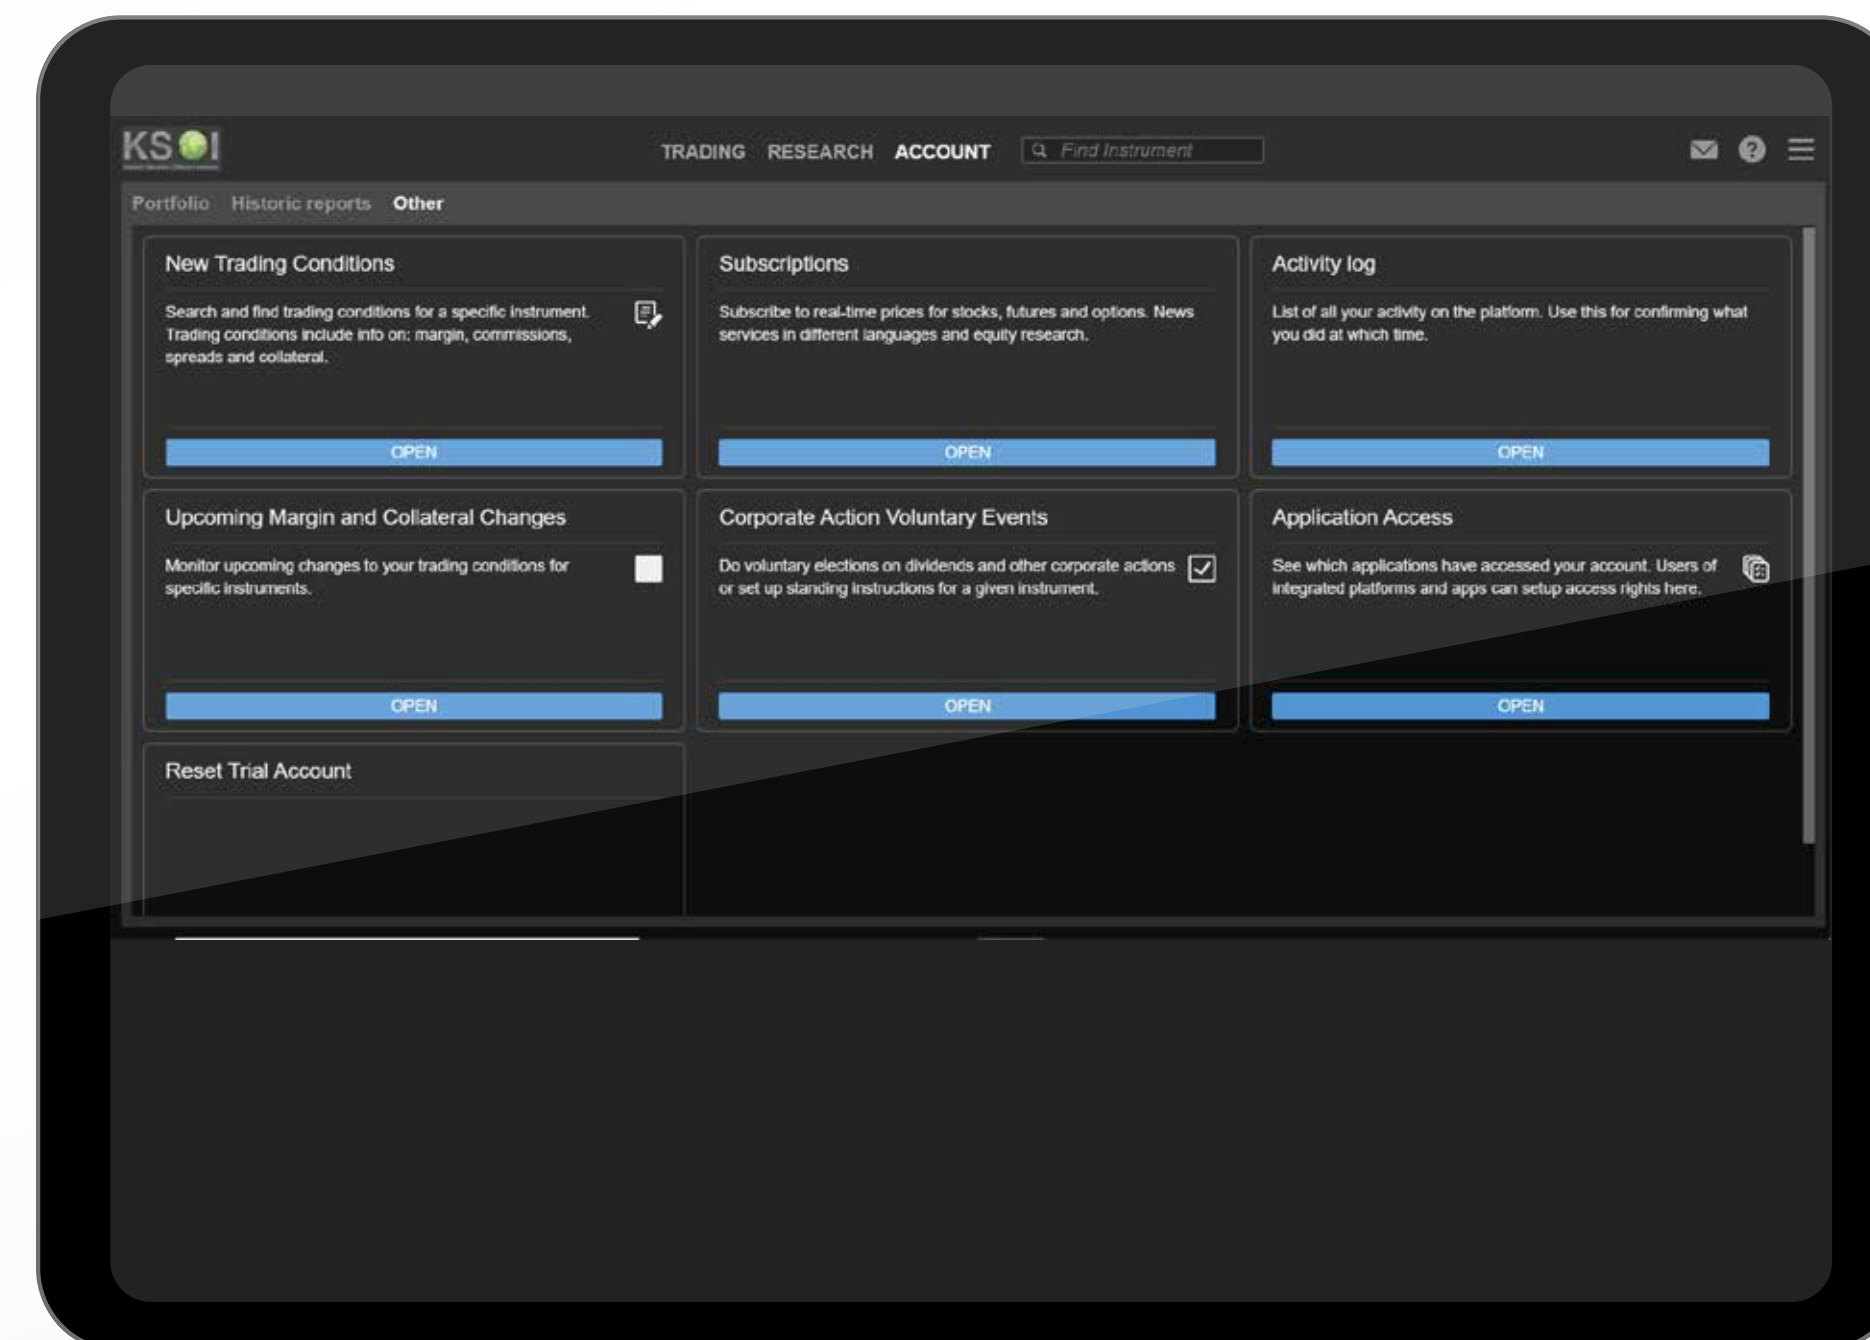 KS I
TRADING RESEARCH ACCOUNT Find Instrument
Portfolio Historic reports Other
New Trading Conditions
Search and find trading conditions for a specific instrument.
Trading conditions include info on: margin, commissions,
spreads and collateral.
OPEN
Subscriptions
Subscribe to real-time prices for stocks, futures and options. News
services in different languages and equity research.
OPEN
Activity log
List of all your activity on the platform. Use this for confirming what
you did at which time.
OPEN
Upcoming Margin and Collateral Changes
Monitor upcoming changes to your trading conditions for
specific instruments.
OPEN
Corporate Action Voluntary Events
Do voluntary elections on dividends and other corporate actions
or set up standing instructions for a given instrument.
OPEN
Application Access
See which applications have accessed your account. Users of
integrated platforms and apps can setup access rights here.
OPEN
Reset Trial Account